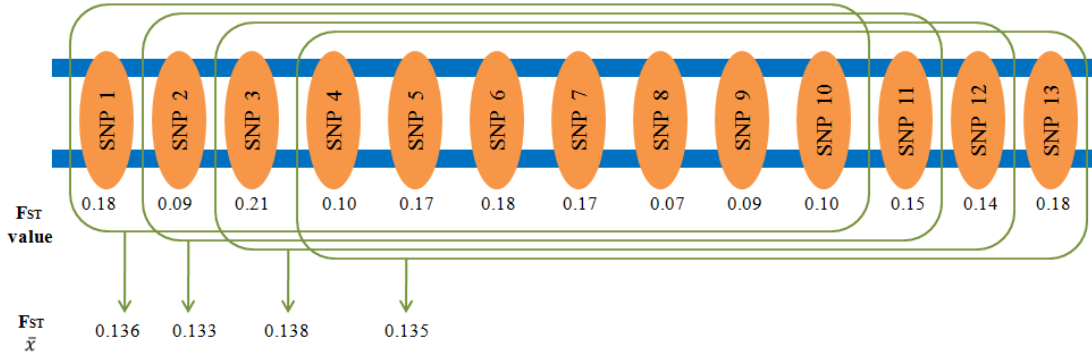 SNP 1 SNP 2 SNP 3 SNP 4 SNP 5 SNP 6 SNP 7 SNP 8 SNP 9 SNP 10 SNP 11 SNP 12 SNP 13
0.18 0.09 0.21 0.10 0.17 0.18 0.17 0.07 0.09 0.10 0.15 0.14 0.18
FST
value
FST 0.136 0.133 0.138 0.135
x̄